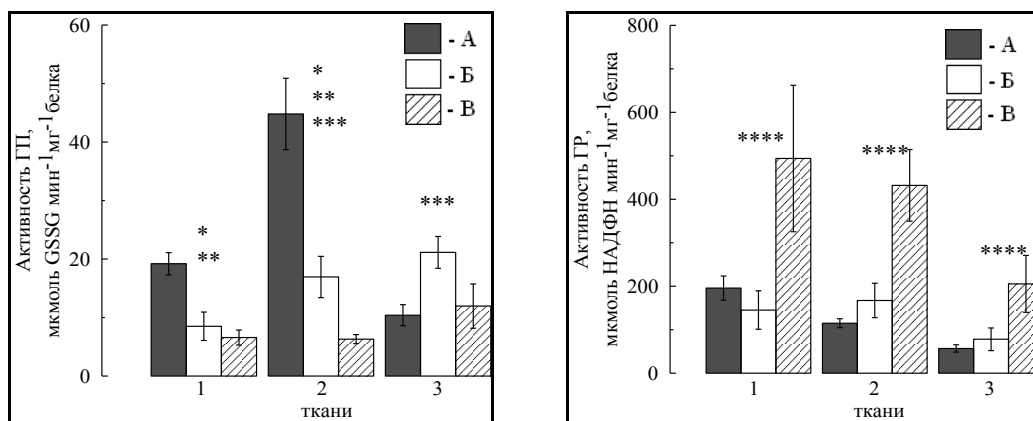 Активность ГП,
мкмоль GSSG мин⁻¹мг⁻¹белка
60
40
20
0
- А
- Б
- В
*
**
*
**
***
***
1 2 3
ткани
Активность ГР,
мкмоль НАДФН мин⁻¹мг⁻¹белка
800
600
400
200
0
- А
- Б
- В
****
****
****
1 2 3
ткани